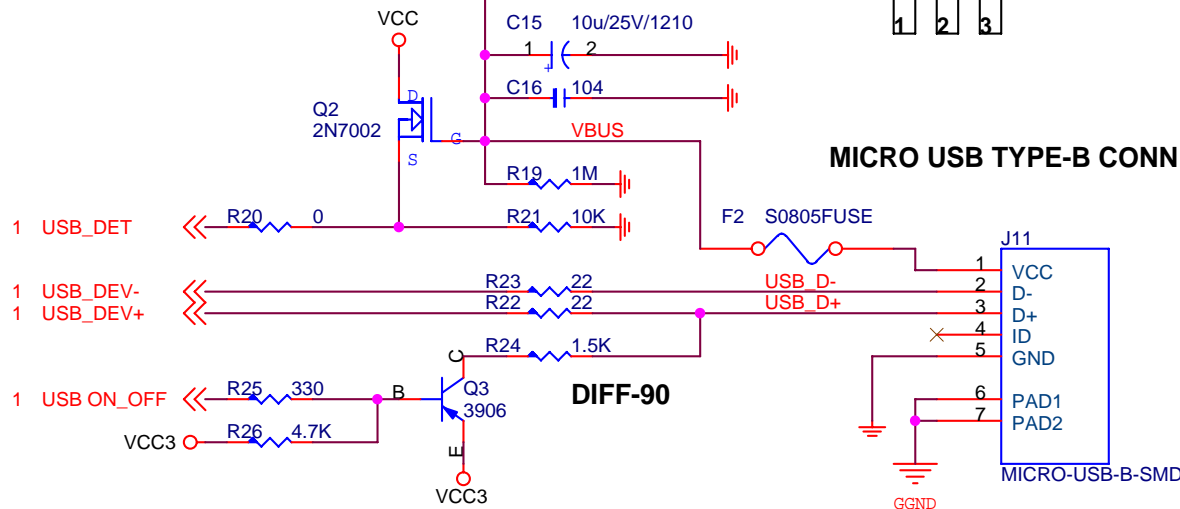 VCC
C15 10u/25V/1210
1 2
+
1 2 3
C16 104
Q2
2N7002
D
G
S
VBUS
MICRO USB TYPE-B CONN
R19 1M
1 USB_DET
R20 0
R21 10K
F2 S0805FUSE
J11
1 VCC
2 D-
3 D+
4 ID
5 GND
6 PAD1
7 PAD2
MICRO-USB-B-SMD
1 USB_DEV-
R23 22
USB_D-
1 USB_DEV+
R22 22
USB_D+
R24 1.5K
C
1 USB ON_OFF
R25 330
B
Q3
3906
DIFF-90
VCC3
R26 4.7K
E
VCC3
GGND